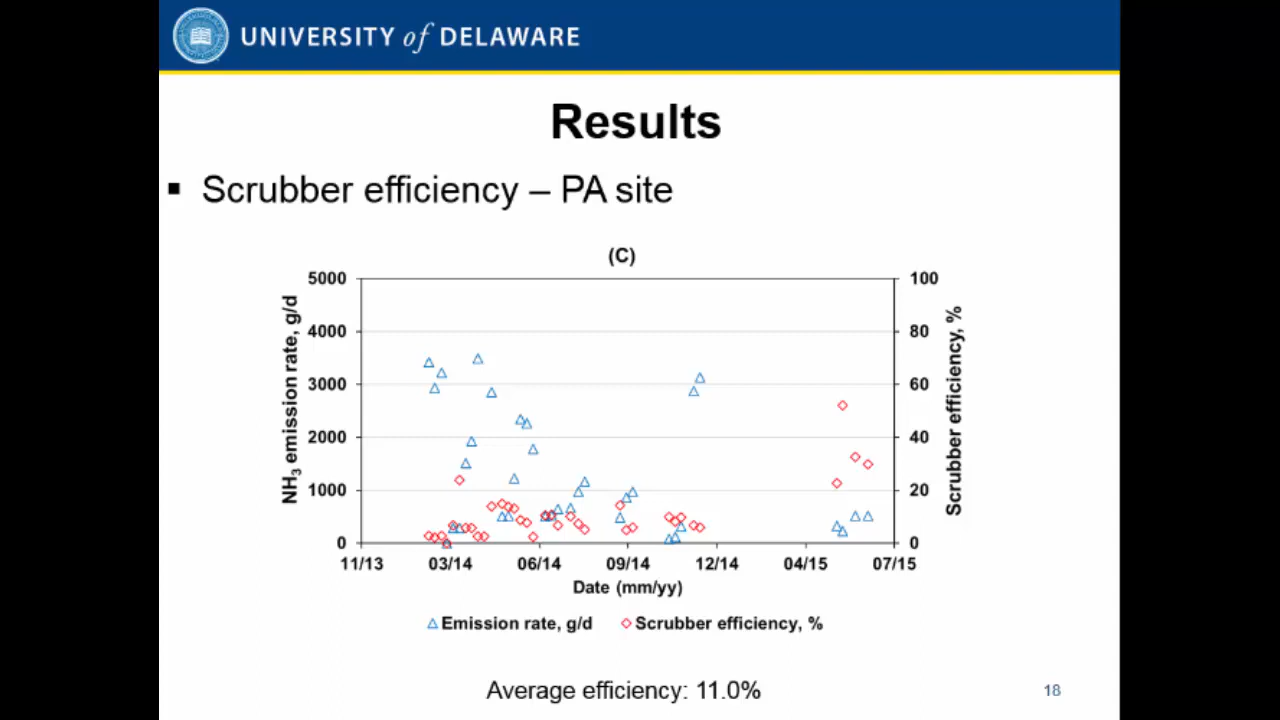 UNIVERSITY of DELAWARE
Results
▪ Scrubber efficiency – PA site
(C)
5000
4000
3000
2000
1000
0
NH3 emission rate, g/d
100
80
60
40
20
0
Scrubber efficiency, %
11/13 03/14 06/14 09/14 12/14 04/15 07/15
Date (mm/yy)
Emission rate, g/d Scrubber efficiency, %
Average efficiency: 11.0%
18